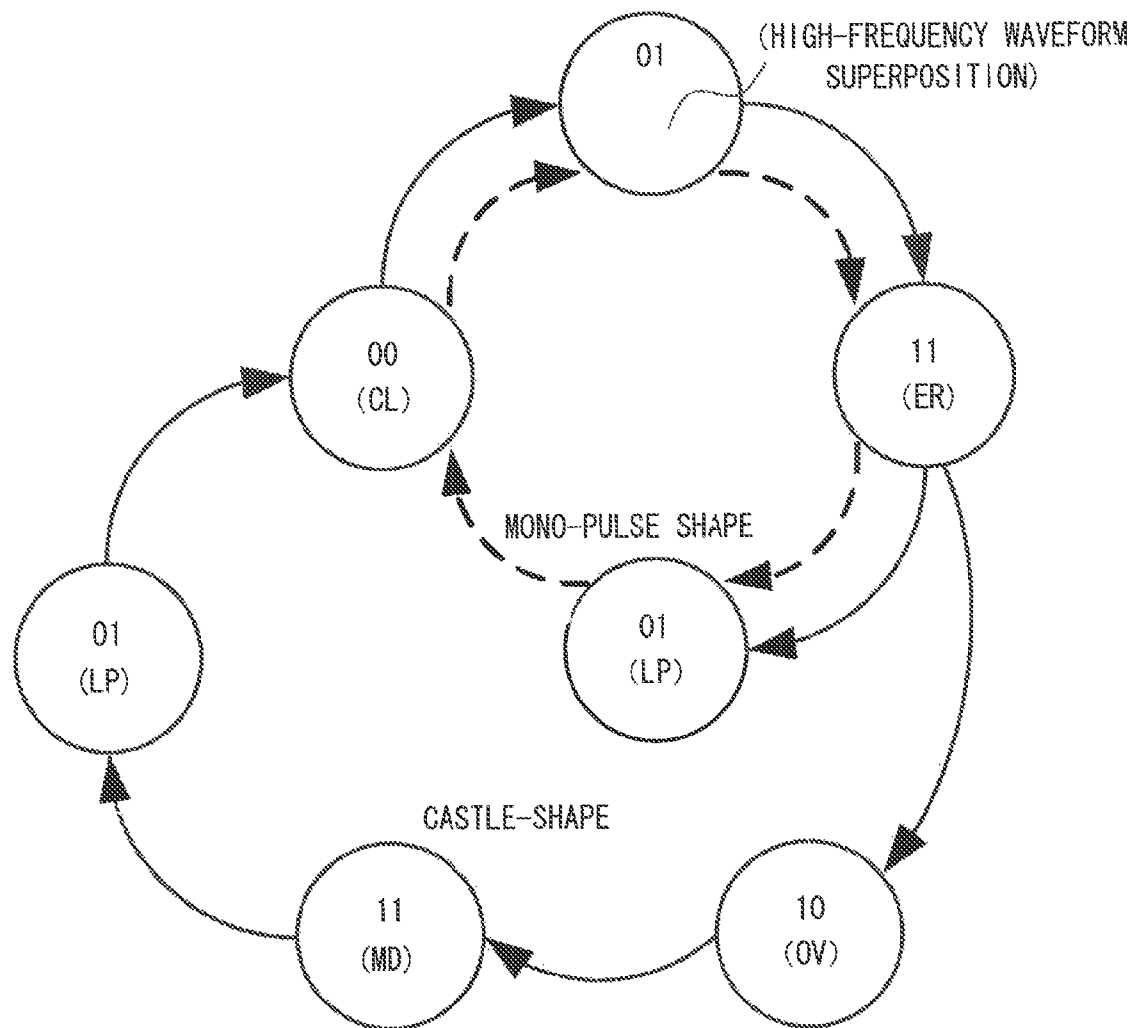 01
(HIGH-FREQUENCY WAVEFORM
SUPERPOSITION)
00
(CL)
11
(ER)
MONO-PULSE SHAPE
01
(LP)
01
(LP)
CASTLE-SHAPE
11
(MD)
10
(OV)